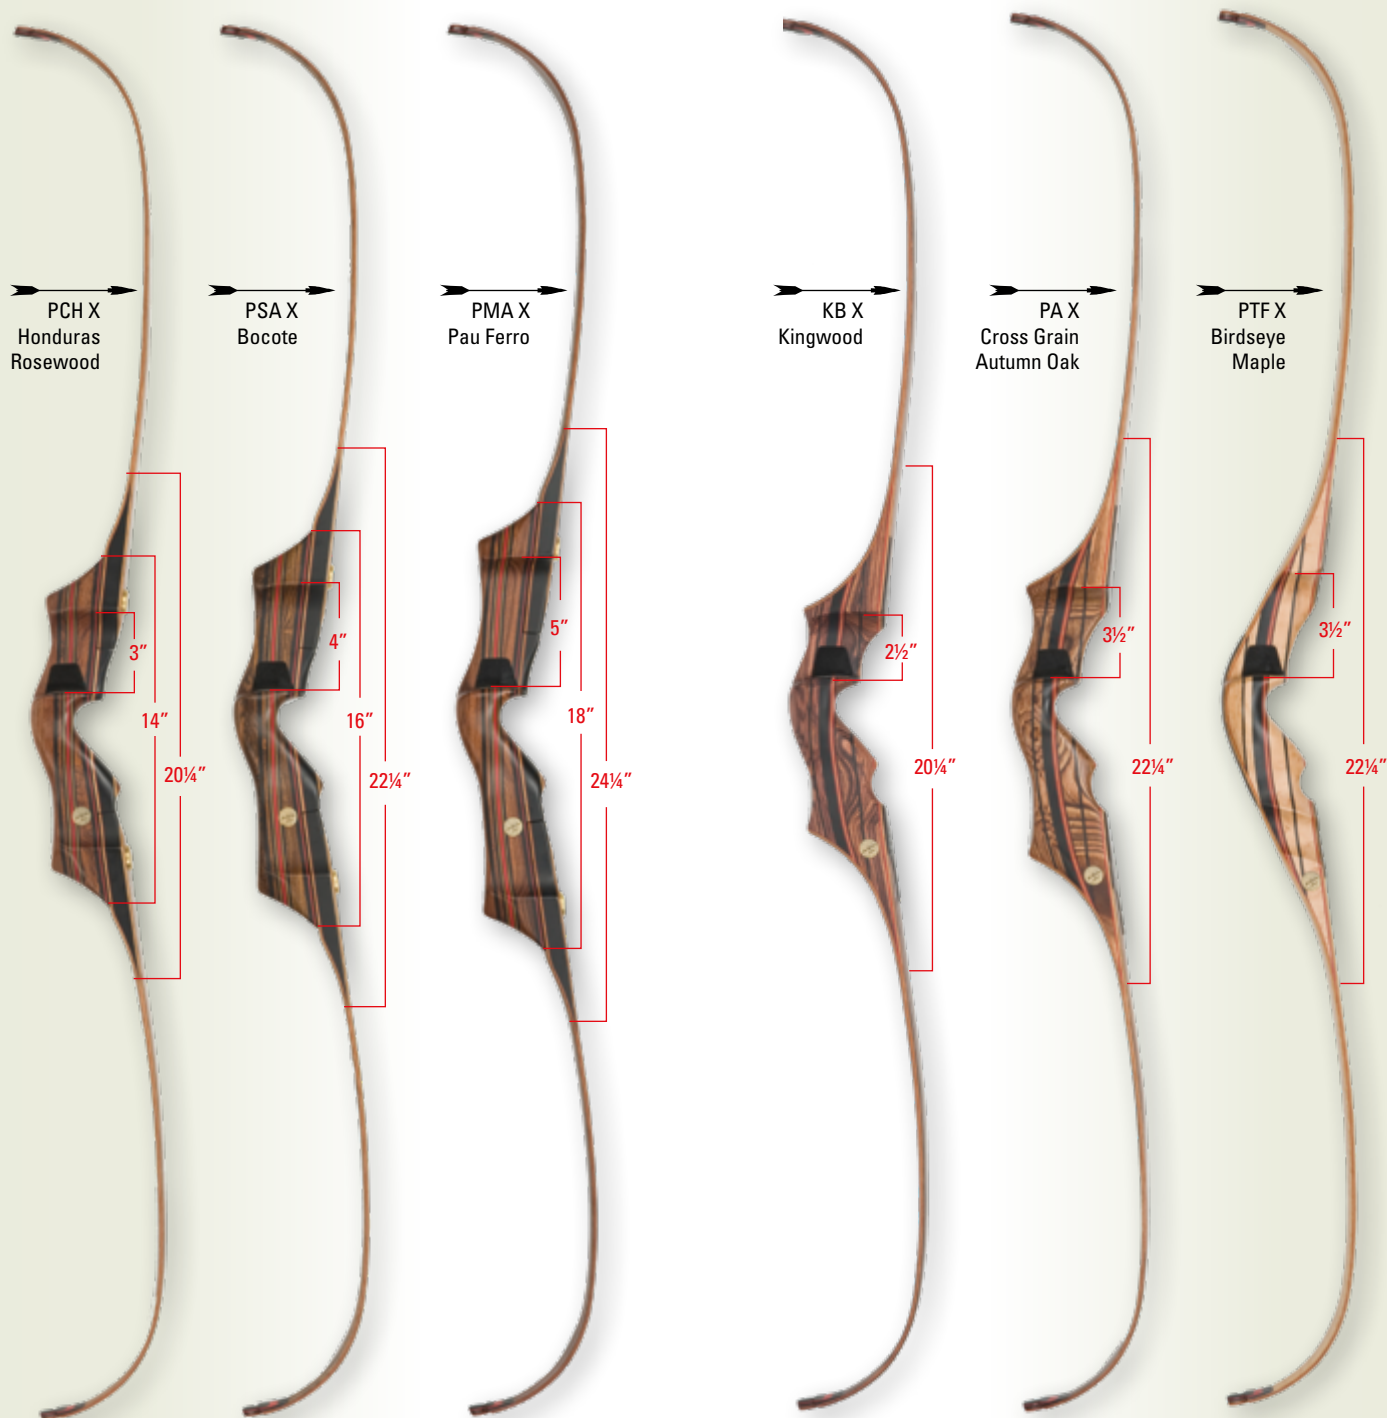 PCH X
Honduras
Rosewood
PSA X
Bocote
PMA X
Pau Ferro
KB X
Kingwood
PA X
Cross Grain
Autumn Oak
PTF X
Birdseye
Maple
3"
14"
20¼"
4"
16"
22¼"
5"
18"
24¼"
2½"
20¼"
3½"
22¼"
3½"
22¼"